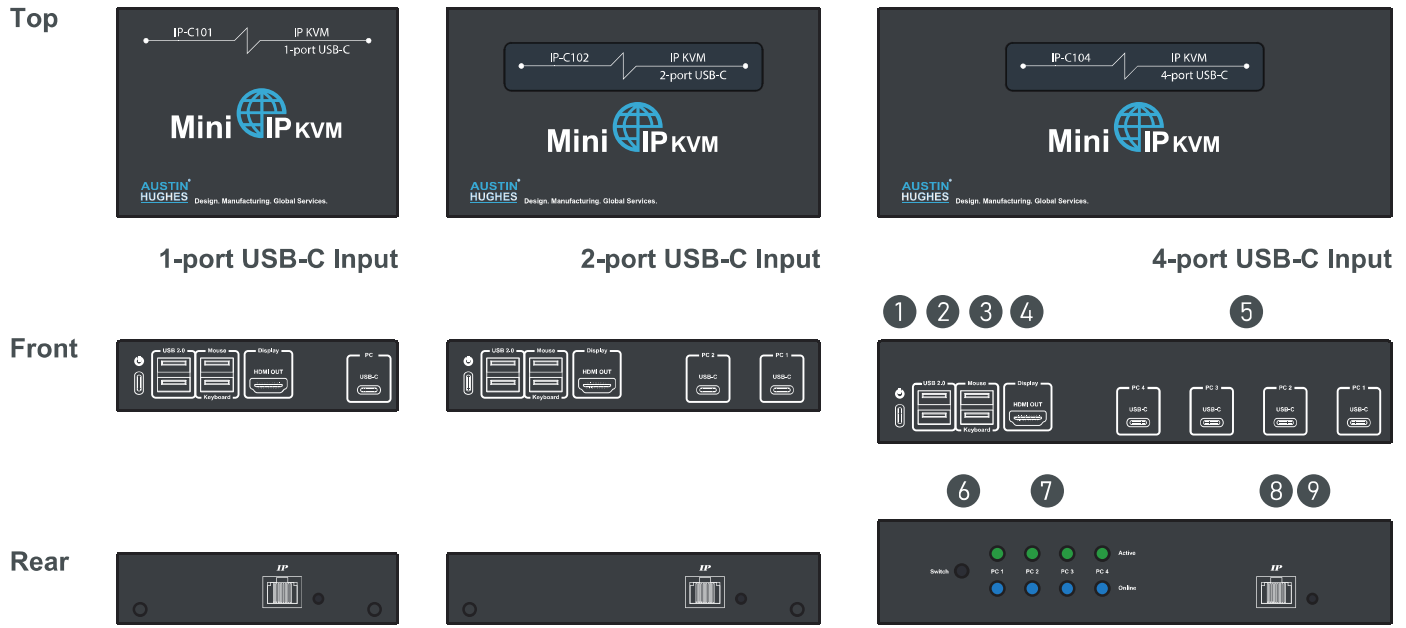 Top
IP-C101 IP KVM
1-port USB-C
Mini IP KVM
AUSTIN
HUGHES Design. Manufacturing. Global Services.
IP-C102 IP KVM
2-port USB-C
Mini IP KVM
AUSTIN
HUGHES Design. Manufacturing. Global Services.
IP-C104 IP KVM
4-port USB-C
Mini IP KVM
AUSTIN
HUGHES Design. Manufacturing. Global Services.
1-port USB-C Input
2-port USB-C Input
4-port USB-C Input
Front
USB 2.0 Mouse Display PC
HDMI OUT USB-C
Keyboard
USB 2.0 Mouse Display PC 2 PC 1
HDMI OUT USB-C USB-C
Keyboard
1 2 3 4 5
USB 2.0 Mouse Display PC 4 PC 3 PC 2 PC 1
HDMI OUT USB-C USB-C USB-C USB-C
Keyboard
Rear
IP
IP
6 7 8 9
Active
Switch PC 1 PC 2 PC 3 PC 4 IP
Online